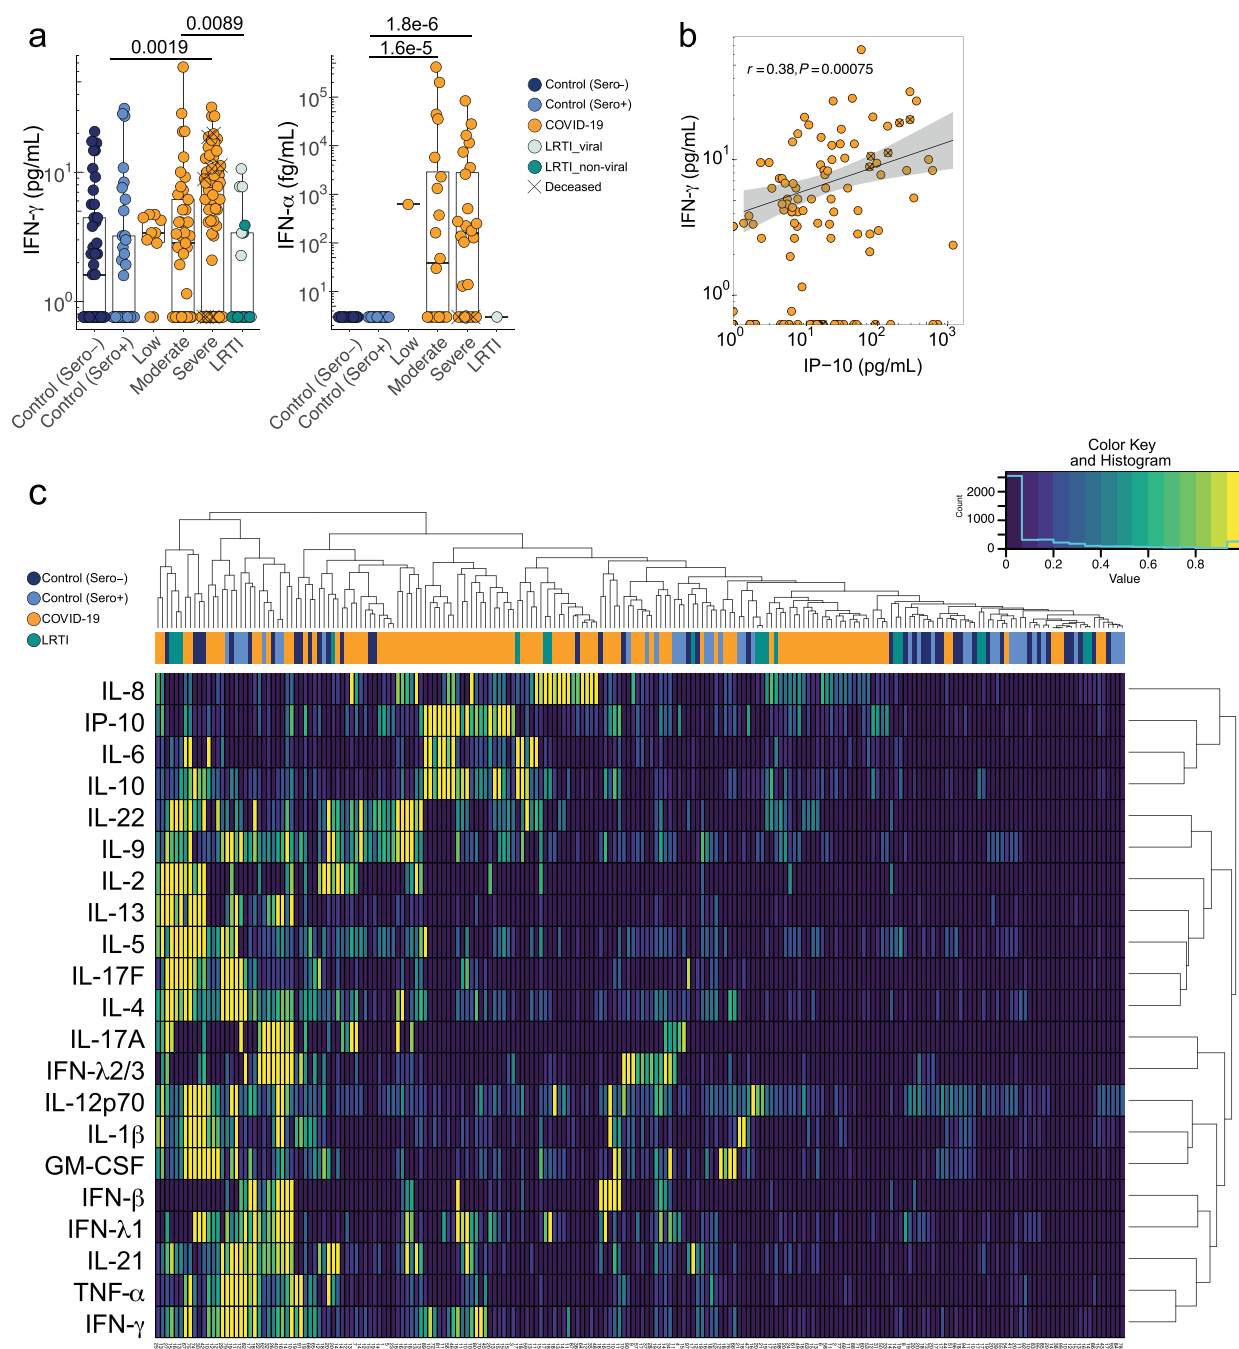 a
0.0089
0.0019
IFN-γ (pg/mL)
10¹
10⁰
Control (Sero−)
Control (Sero+)
Low
Moderate
Severe
LRTI
1.8e-6
1.6e-5
IFN-α (fg/mL)
10⁵
10⁴
10³
10²
10¹
Control (Sero−)
Control (Sero+)
Low
Moderate
Severe
LRTI
Control (Sero−)
Control (Sero+)
COVID-19
LRTI_viral
LRTI_non-viral
Deceased
b
r = 0.38, P = 0.00075
IFN-γ (pg/mL)
10¹
10⁰
10⁰ 10¹ 10² 10³
IP−10 (pg/mL)
c
Color Key
and Histogram
Count
2000
1000
0
0 0.2 0.4 0.6 0.8
Value
Control (Sero−)
Control (Sero+)
COVID-19
LRTI
IL-8
IP-10
IL-6
IL-10
IL-22
IL-9
IL-2
IL-13
IL-5
IL-17F
IL-4
IL-17A
IFN-λ2/3
IL-12p70
IL-1β
GM-CSF
IFN-β
IFN-λ1
IL-21
TNF-α
IFN-γ